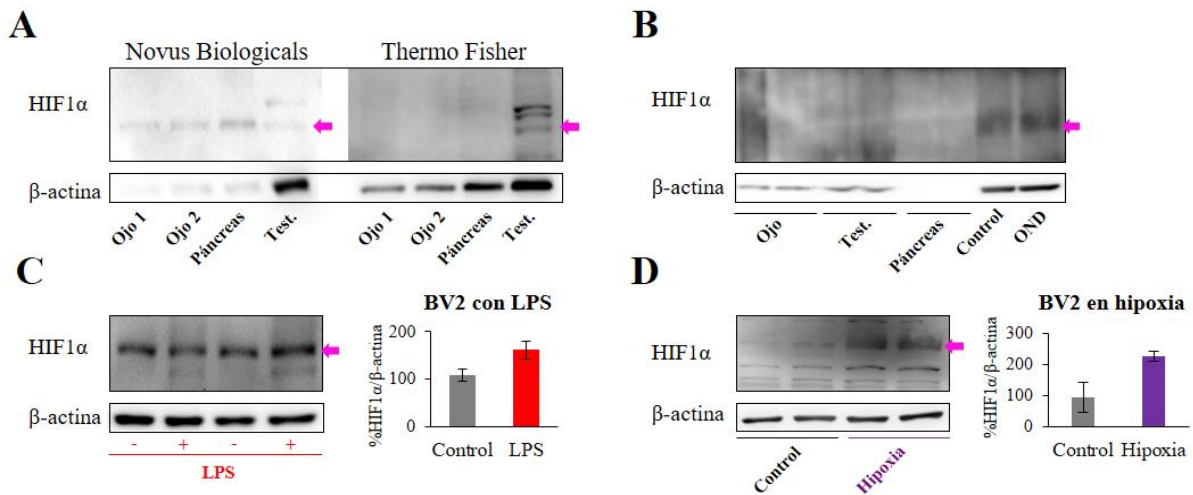 A
Novus Biologicals
Thermo Fisher
HIF1α
β-actina
Ojo 1
Ojo 2
Páncreas
Test.
Ojo 1
Ojo 2
Páncreas
Test.
B
HIF1α
β-actina
Ojo
Test.
Páncreas
Control
OND
C
HIF1α
β-actina
- + - +
LPS
BV2 con LPS
%HIF1α/β-actina
200
100
0
Control LPS
D
HIF1α
β-actina
Control
Hipoxia
BV2 en hipoxia
%HIF1α/β-actina
300
200
100
0
Control Hipoxia